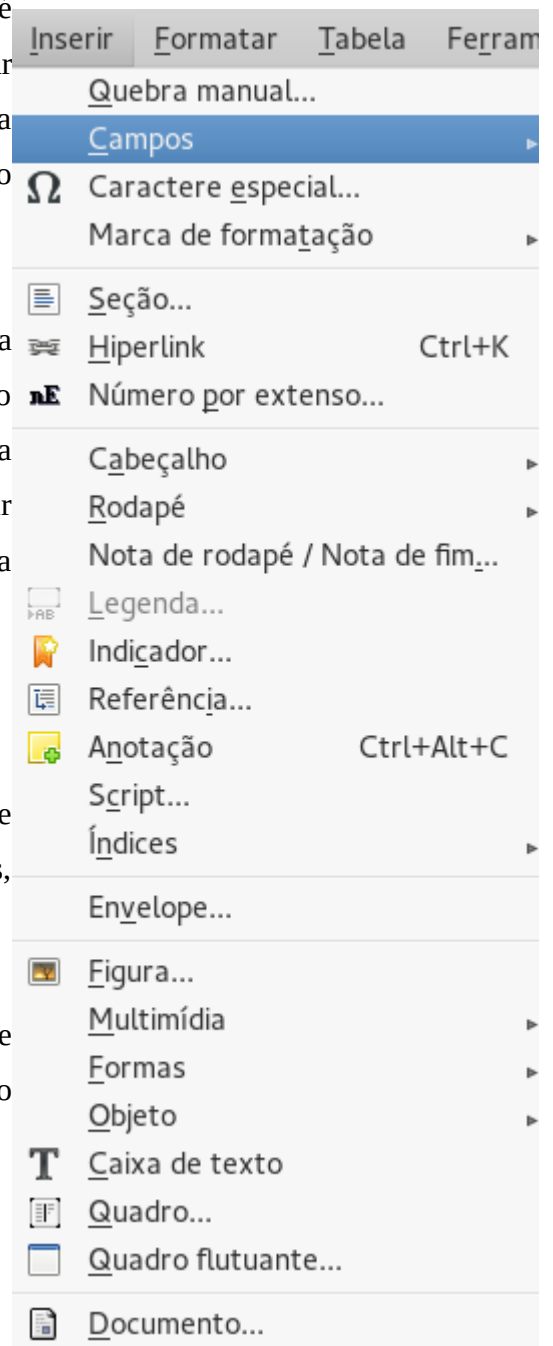 Inserir Formatar Tabela Ferram
Quebra manual...
Campos
Caractere especial...
Marca de formatação
Seção...
Hiperlink Ctrl+K
Número por extenso...
Cabeçalho
Rodapé
Nota de rodapé / Nota de fim...
Legenda...
Indicador...
Referência...
Anotação Ctrl+Alt+C
Script...
Índices
Envelope...
Figura...
Multimídia
Formas
Objeto
Caixa de texto
Quadro...
Quadro flutuante...
Documento...